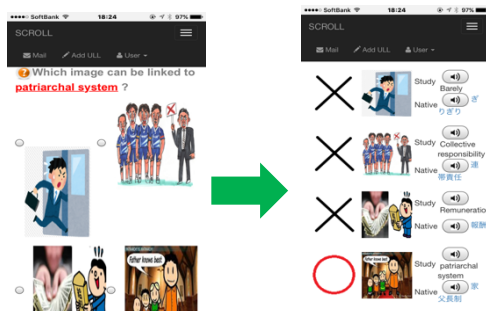 SoftBank 18:24 97%
SCROLL
Mail Add ULL User
Which image can be linked to
patriarchal system ?
Father knows best
SoftBank 18:24 97%
SCROLL
Mail Add ULL User
Study
Barely
Native ぎ
りぎり
Study Collective
responsibility
Native 連
帯責任
Study
Remuneratio
Native 報酬
Study patriarchal
system
Native 家
父長制
Father knows best